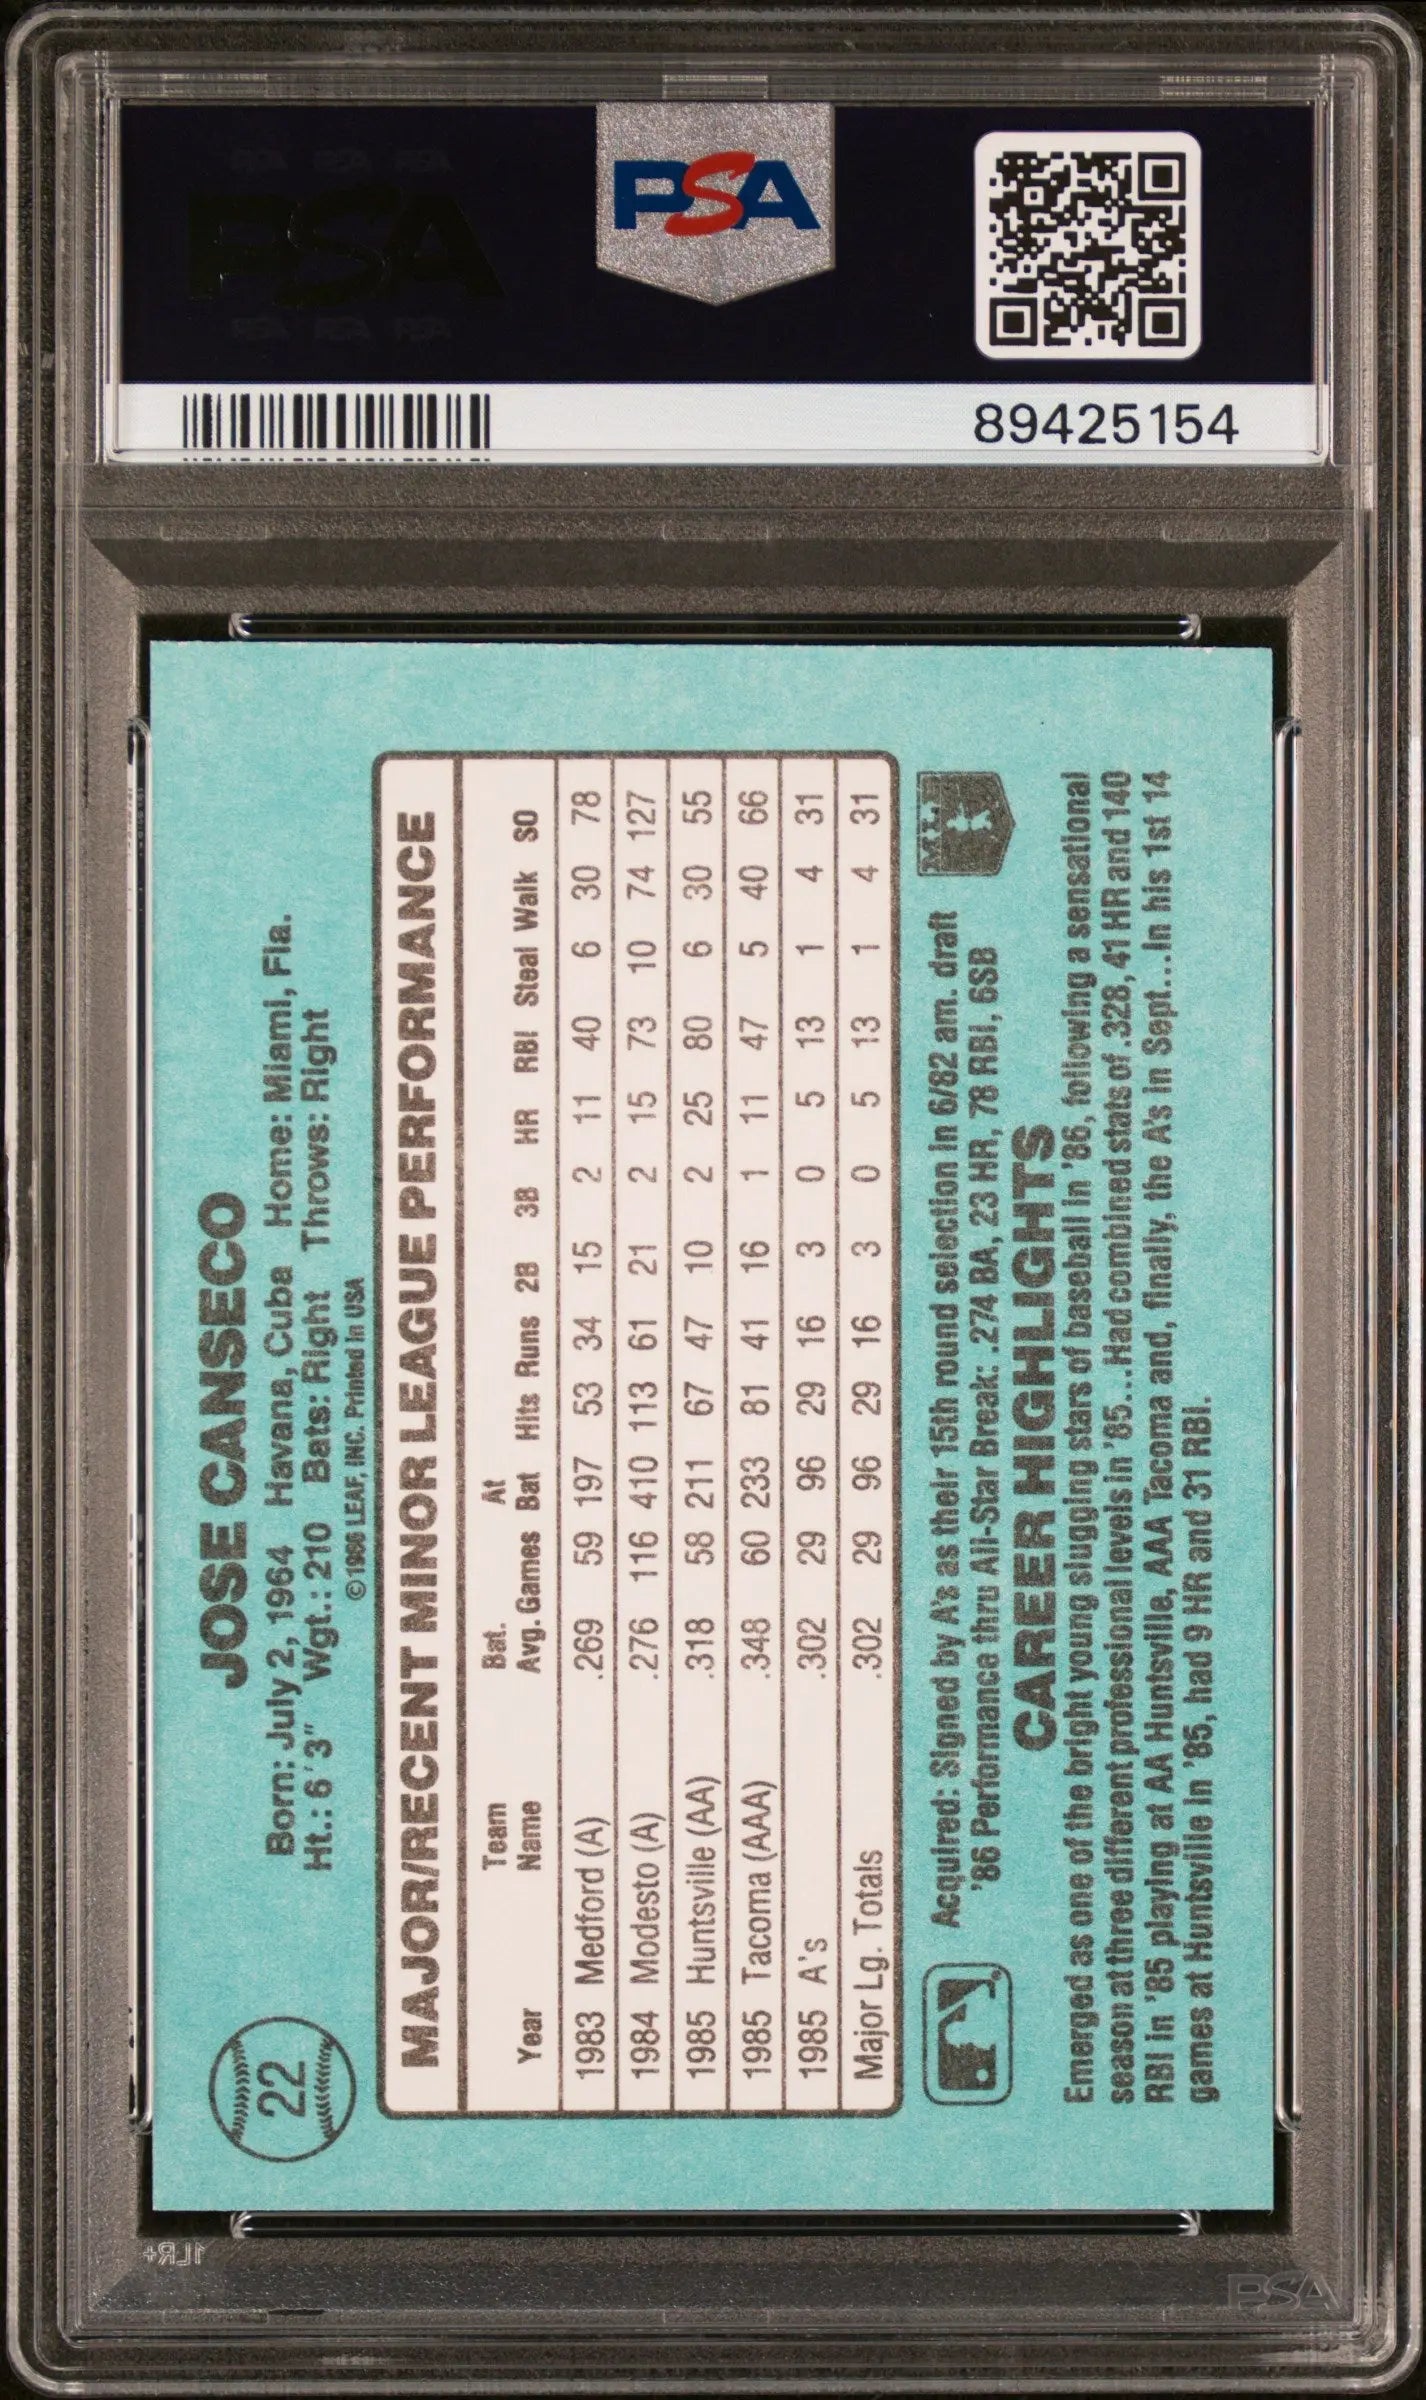 PSA
PSA
89425154
22
JOSE CANSECO
Born: July 2, 1964 Havana, Cuba Home: Miami, Fla.
Ht.: 6'3" Wgt.: 210 Bats: Right Throws: Right
©1986 LEAF, INC. Printed in USA
MAJOR/RECENT MINOR LEAGUE PERFORMANCE
Team Bat. At
Year Name Avg. Games Bat Hits Runs 2B 3B HR RBI Steal Walk SO
1983 Medford (A) .269 59 197 53 34 15 2 11 40 6 30 78
1984 Modesto (A) .276 116 410 113 61 21 2 15 73 10 74 127
1985 Huntsville (AA) .318 58 211 67 47 10 2 25 80 6 30 55
1985 Tacoma (AAA) .348 60 233 81 41 16 1 11 47 5 40 66
1985 A's .302 29 96 29 16 3 0 5 13 1 4 31
Major Lg. Totals .302 29 96 29 16 3 0 5 13 1 4 31
Acquired: Signed by A's as their 15th round selection in 6/82 am. draft
'86 Performance thru All-Star Break: .274 BA, 23 HR, 78 RBI, 6SB
CAREER HIGHLIGHTS
Emerged as one of the bright young slugging stars of baseball in '86, following a sensational
season at three different professional levels in '85...Had combined stats of .328, 41 HR and 140
RBI in '85 playing at AA Huntsville, AAA Tacoma and, finally, the A's in Sept...In his 1st 14
games at Huntsville in '85, had 9 HR and 31 RBI.
1LR+
PSA